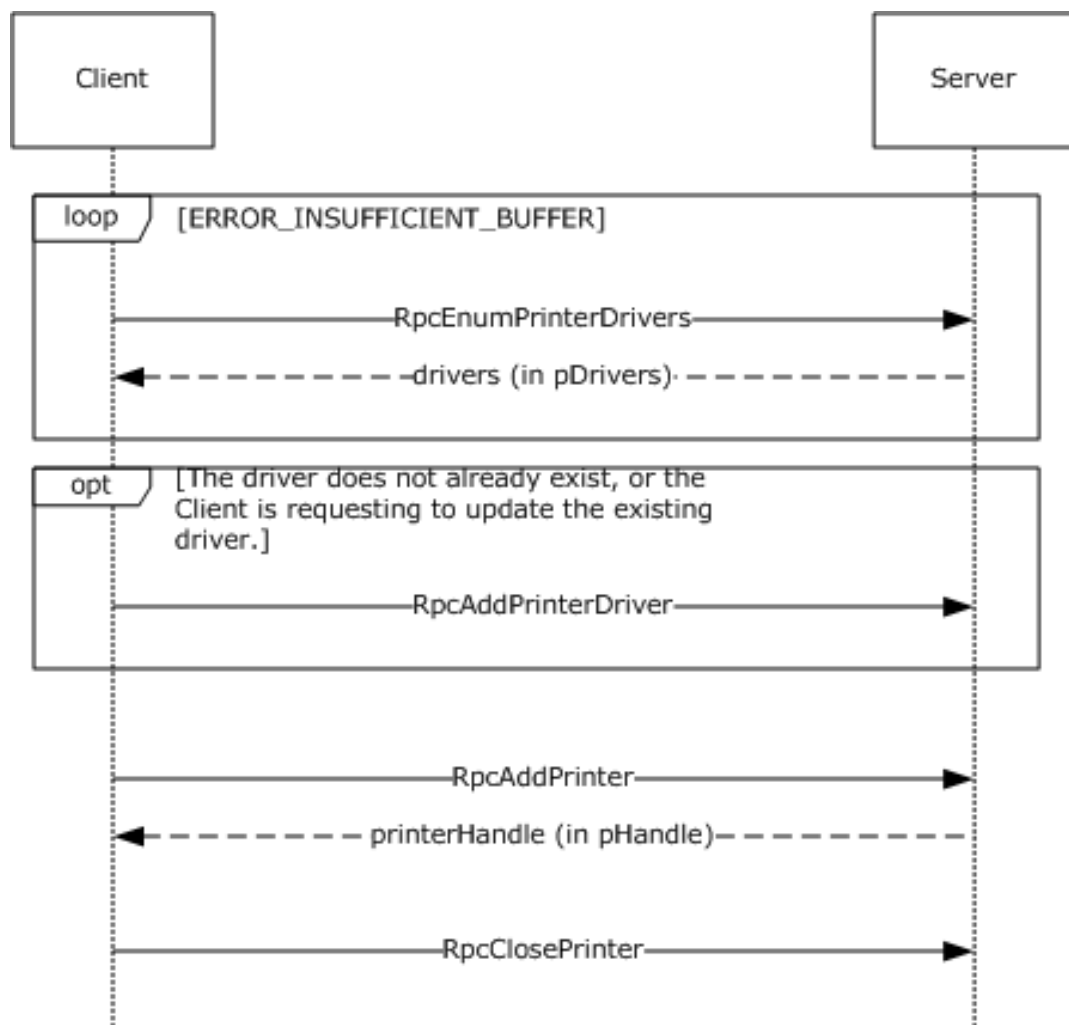 Client
Server
loop
[ERROR_INSUFFICIENT_BUFFER]
RpcEnumPrinterDrivers
drivers (in pDrivers)
opt
[The driver does not already exist, or the
Client is requesting to update the existing
driver.]
RpcAddPrinterDriver
RpcAddPrinter
printerHandle (in pHandle)
RpcClosePrinter